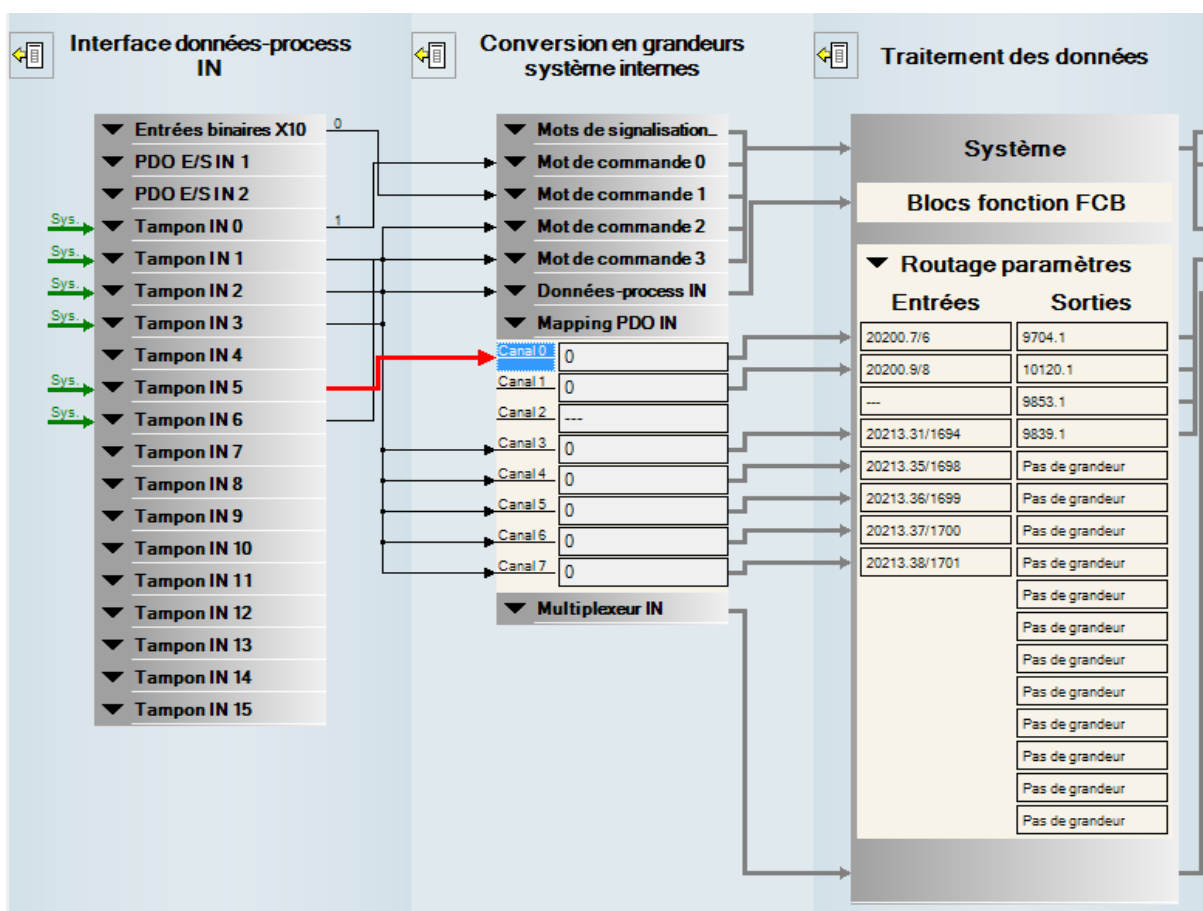 Interface données-process
IN
Conversion en grandeurs
système internes
Traitement des données
Entrées binaires X10
0
PDO E/S IN 1
PDO E/S IN 2
Sys.
Tampon IN 0
1
Sys.
Tampon IN 1
Sys.
Tampon IN 2
Sys.
Tampon IN 3
Tampon IN 4
Sys.
Tampon IN 5
Sys.
Tampon IN 6
Tampon IN 7
Tampon IN 8
Tampon IN 9
Tampon IN 10
Tampon IN 11
Tampon IN 12
Tampon IN 13
Tampon IN 14
Tampon IN 15
Mots de signalisation_
Mot de commande 0
Mot de commande 1
Mot de commande 2
Mot de commande 3
Données-process IN
Mapping PDO IN
Canal 0 0
Canal 1 0
Canal 2 ---
Canal 3 0
Canal 4 0
Canal 5 0
Canal 6 0
Canal 7 0
Multiplexeur IN
Système
Blocs fonction FCB
Routage paramètres
Entrées Sorties
20200.7/6 9704.1
20200.9/8 10120.1
--- 9853.1
20213.31/1694 9839.1
20213.35/1698 Pas de grandeur
20213.36/1699 Pas de grandeur
20213.37/1700 Pas de grandeur
20213.38/1701 Pas de grandeur
Pas de grandeur
Pas de grandeur
Pas de grandeur
Pas de grandeur
Pas de grandeur
Pas de grandeur
Pas de grandeur
Pas de grandeur